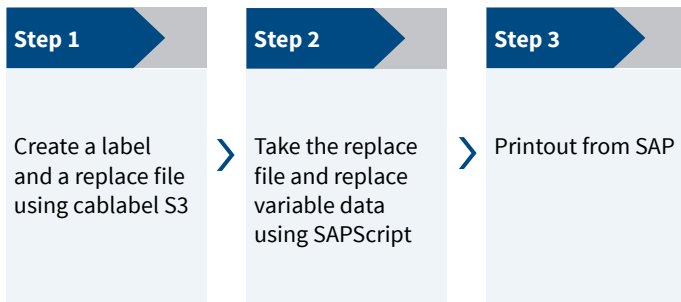 Step 1
Create a label
and a replace file
using cablabel S3
Step 2
Take the replace
file and replace
variable data
using SAPScript
Step 3
Printout from SAP